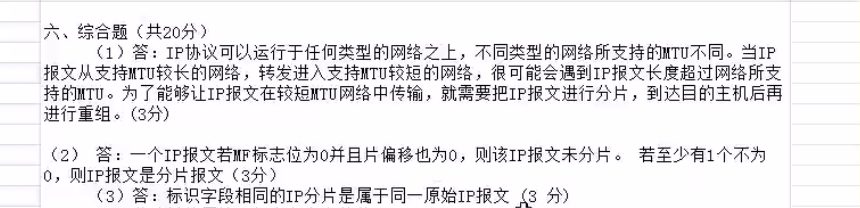 六、综合题（共20分）
（1）答：IP协议可以运行于任何类型的网络之上，不同类型的网络所支持的MTU不同。当IP
报文从支持MTU较长的网络，转发进入支持MTU较短的网络，很可能会遇到IP报文长度超过网络所支
持的MTU。为了能够让IP报文在较短MTU网络中传输，就需要把IP报文进行分片，到达目的主机后再
进行重组。（3分）
（2） 答：一个IP报文若MF标志位为0并且片偏移也为0，则该IP报文未分片。 若至少有1个不为
0，则IP报文是分片报文（3分）
（3）答：标识字段相同的IP分片是属于同一原始IP报文（3 分）